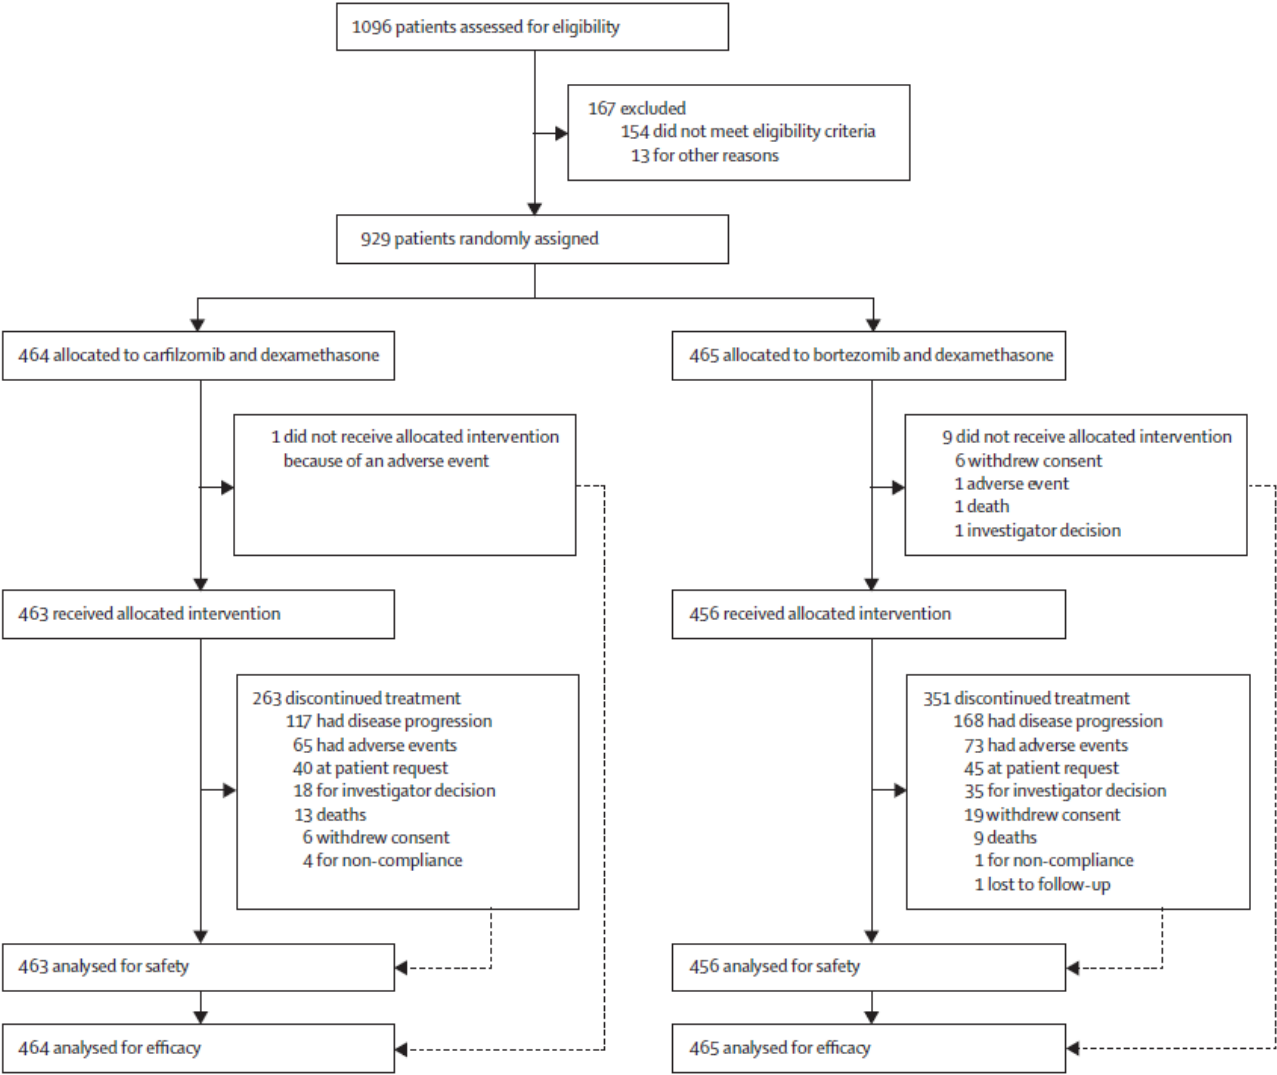 1096 patients assessed for eligibility
167 excluded
154 did not meet eligibility criteria
13 for other reasons
929 patients randomly assigned
464 allocated to carfilzomib and dexamethasone
465 allocated to bortezomib and dexamethasone
1 did not receive allocated intervention
because of an adverse event
9 did not receive allocated intervention
6 withdrew consent
1 adverse event
1 death
1 investigator decision
463 received allocated intervention
456 received allocated intervention
263 discontinued treatment
117 had disease progression
65 had adverse events
40 at patient request
18 for investigator decision
13 deaths
6 withdrew consent
4 for non-compliance
351 discontinued treatment
168 had disease progression
73 had adverse events
45 at patient request
35 for investigator decision
19 withdrew consent
9 deaths
1 for non-compliance
1 lost to follow-up
463 analysed for safety
456 analysed for safety
464 analysed for efficacy
465 analysed for efficacy